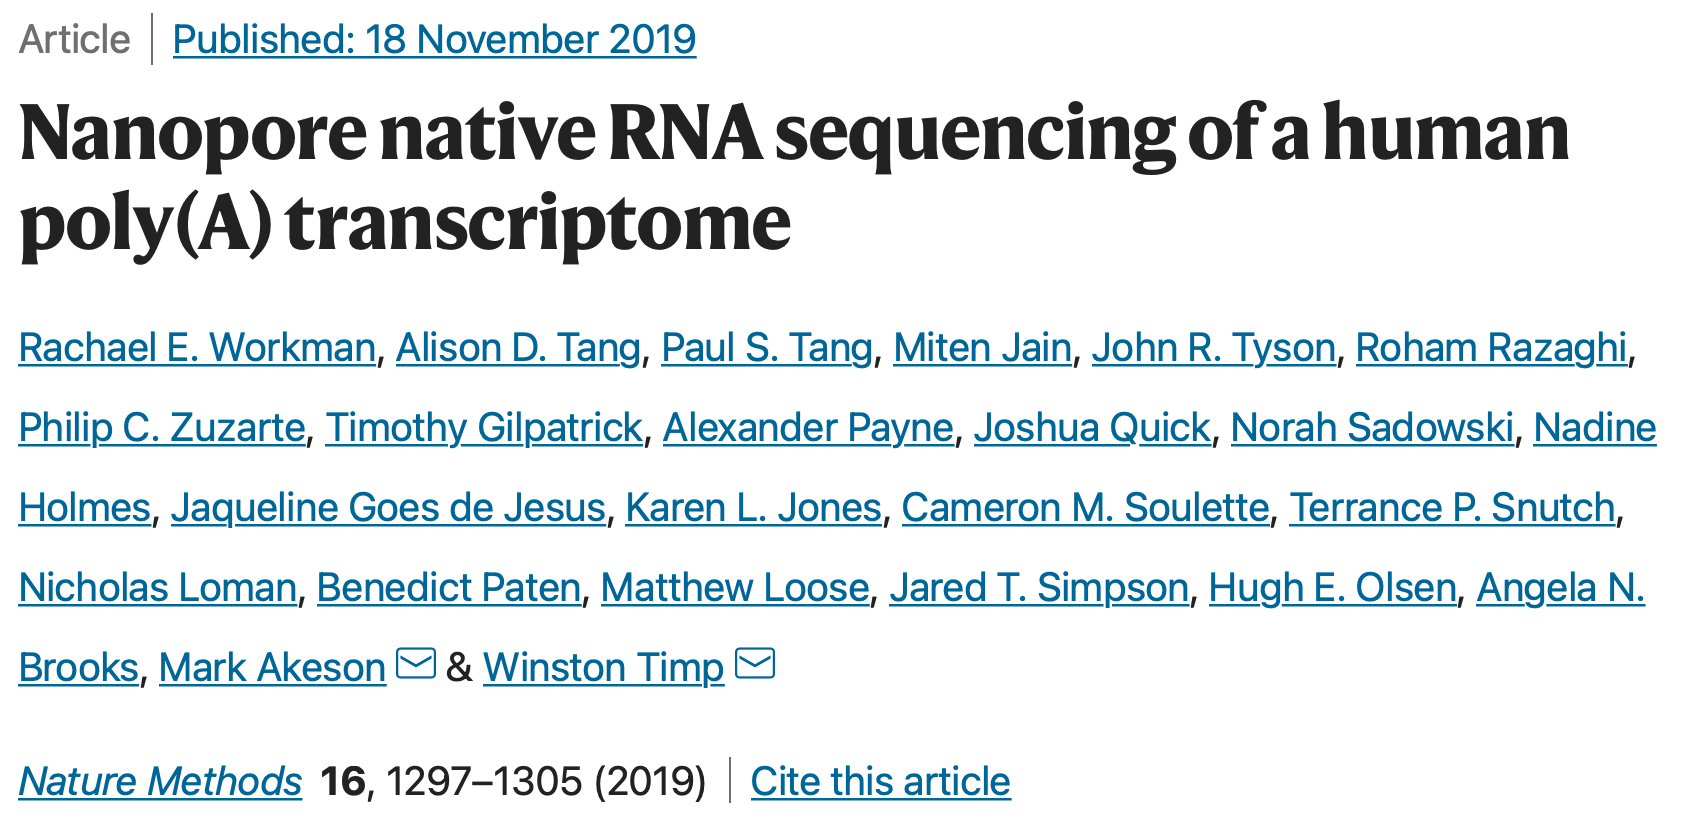 Article | Published: 18 November 2019
Nanopore native RNA sequencing of a human
poly(A) transcriptome
Rachael E. Workman, Alison D. Tang, Paul S. Tang, Miten Jain, John R. Tyson, Roham Razaghi,
Philip C. Zuzarte, Timothy Gilpatrick, Alexander Payne, Joshua Quick, Norah Sadowski, Nadine
Holmes, Jaqueline Goes de Jesus, Karen L. Jones, Cameron M. Soulette, Terrance P. Snutch,
Nicholas Loman, Benedict Paten, Matthew Loose, Jared T. Simpson, Hugh E. Olsen, Angela N.
Brooks, Mark Akeson & Winston Timp
Nature Methods 16, 1297–1305 (2019) | Cite this article